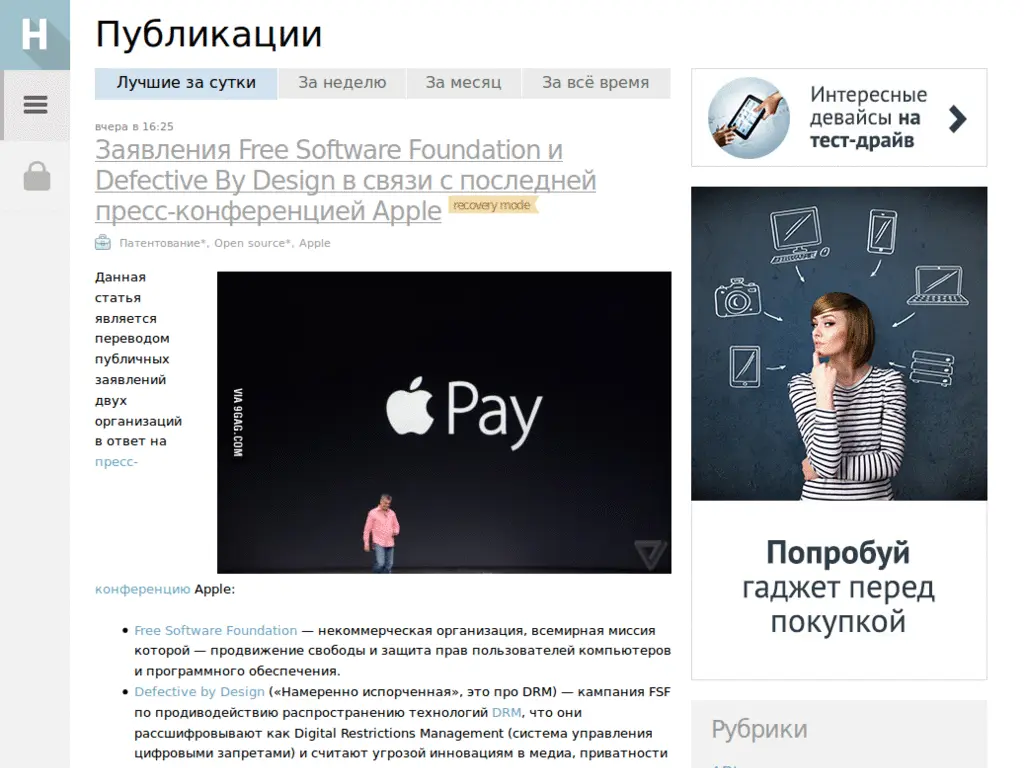 H
Публикации
Лучшие за сутки
За неделю
За месяц
За всё время
вчера в 16:25
Заявления Free Software Foundation и
Defective By Design в связи с последней
пресс-конференцией Apple
recovery mode
Патентование*, Open source*, Apple
Данная
статья
является
переводом
публичных
заявлений
двух
организаций
в ответ на
пресс-
VIA 9GAG.COM
Pay
конференцию Apple:
Free Software Foundation — некоммерческая организация, всемирная миссия
которой — продвижение свободы и защита прав пользователей компьютеров
и программного обеспечения.
Defective by Design («Намеренно испорченная», это про DRM) — кампания FSF
по продиводействию распространению технологий DRM, что они
рассшифровывают как Digital Restrictions Management (система управления
цифровыми запретами) и считают угрозой инновациям в медиа, приватности
Интересные
девайсы на
тест-драйв
Попробуй
гаджет перед
покупкой
Рубрики